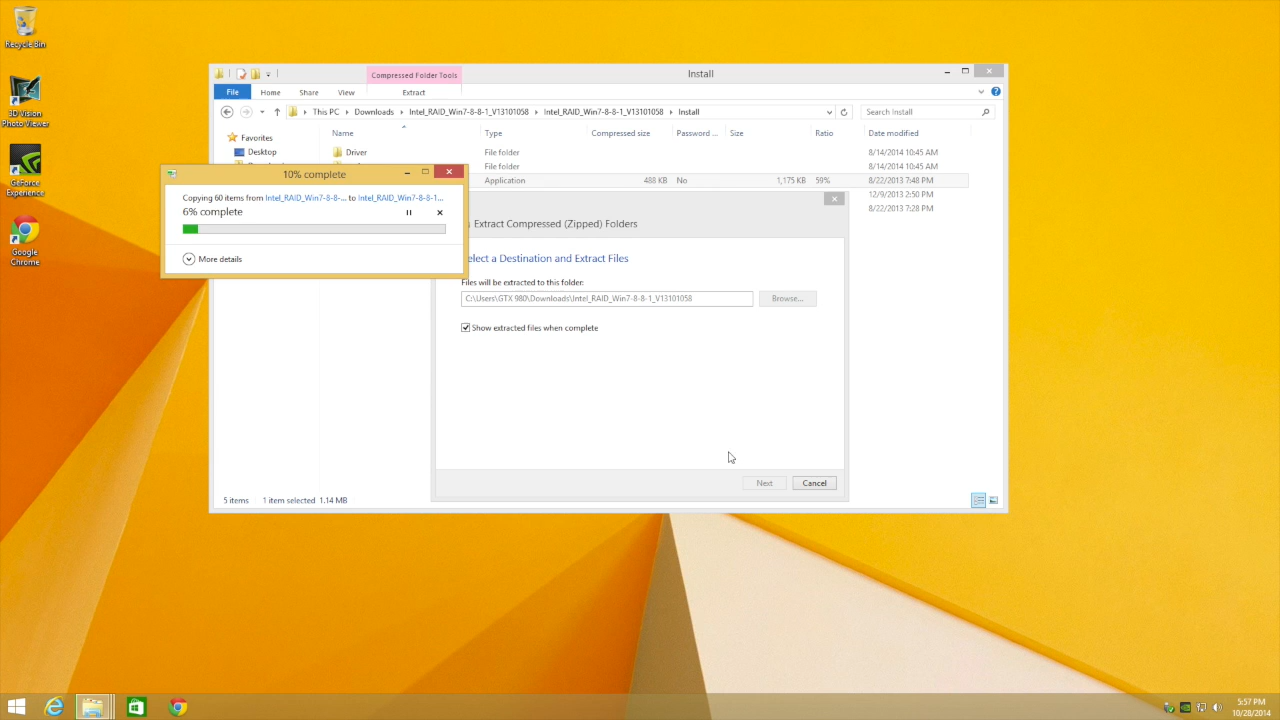 Recycle Bin
3D Vision
Photo Viewer
GeForce
Experience
Google
Chrome
Compressed Folder Tools
Install
File
Home
Share
View
Extract
This PC
Downloads
Intel_RAID_Win7-8-8-1_V13101058
Intel_RAID_Win7-8-8-1_V13101058
Install
Search Install
Favorites
Desktop
Name
Type
Compressed size
Password ...
Size
Ratio
Date modified
Driver
File folder
8/14/2014 10:45 AM
File folder
8/14/2014 10:45 AM
Application
488 KB
No
1,175 KB
59%
8/22/2013 7:48 PM
12/9/2013 2:50 PM
8/22/2013 7:28 PM
10% complete
Copying 60 items from Intel_RAID_Win7-8-8-... to Intel_RAID_Win7-8-8-1...
6% complete
More details
Extract Compressed (Zipped) Folders
elect a Destination and Extract Files
Files will be extracted to this folder:
C:\Users\GTX 980\Downloads\Intel_RAID_Win7-8-8-1_V13101058
Browse...
Show extracted files when complete
Next
Cancel
5 items
1 item selected 1.14 MB
5:57 PM
10/28/2014